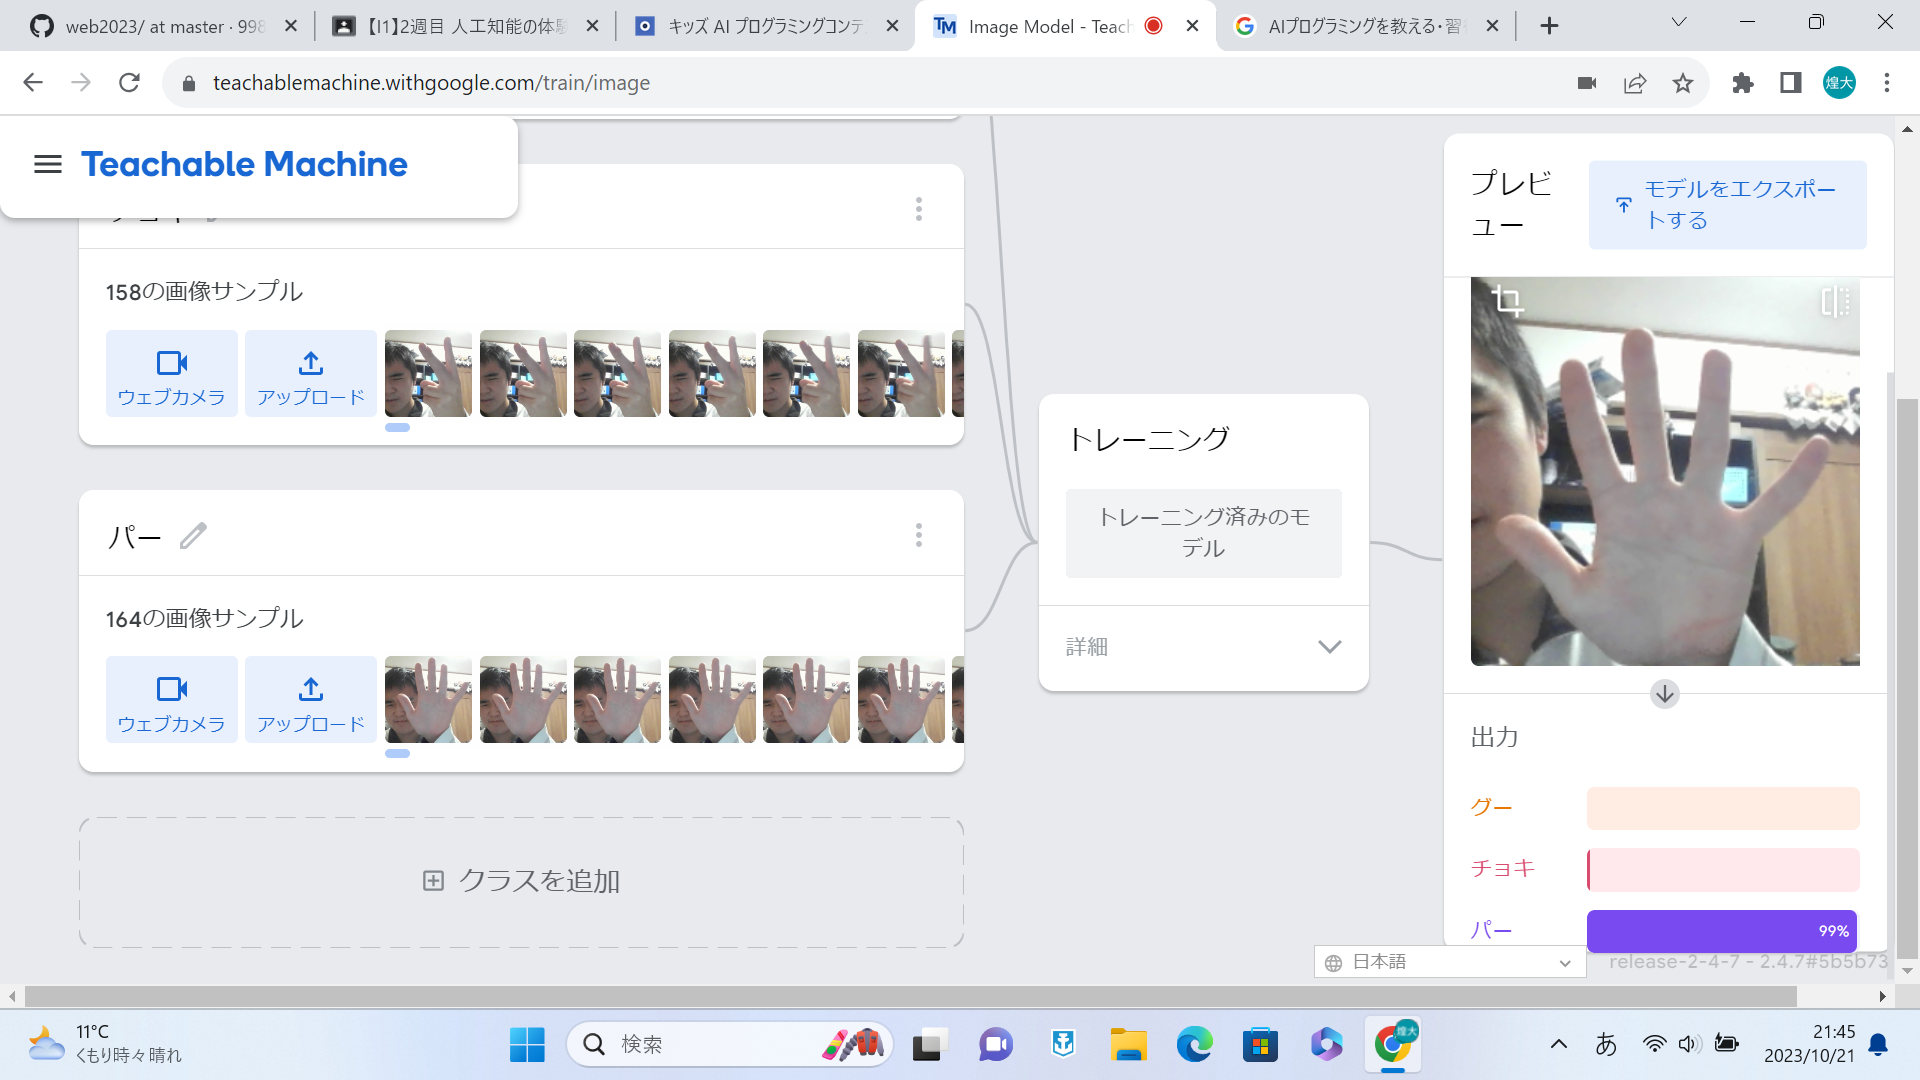 web2023/ at master · 998
【I1】2週目 人工知能の体験
キッズ AI プログラミングコンテ
Image Model - Teach
AIプログラミングを教える・習
teachablemachine.withgoogle.com/train/image
煌大
Teachable Machine
158の画像サンプル
ウェブカメラ
アップロード
パー
164の画像サンプル
ウェブカメラ
アップロード
クラスを追加
トレーニング
トレーニング済みのモ
デル
詳細
プレビ
ュー
モデルをエクスポー
トする
出力
グー
チョキ
パー
99%
日本語
release-2-4-7 - 2.4.7#5b5b73
11°C
くもり時々晴れ
検索
煌大
あ
21:45
2023/10/21